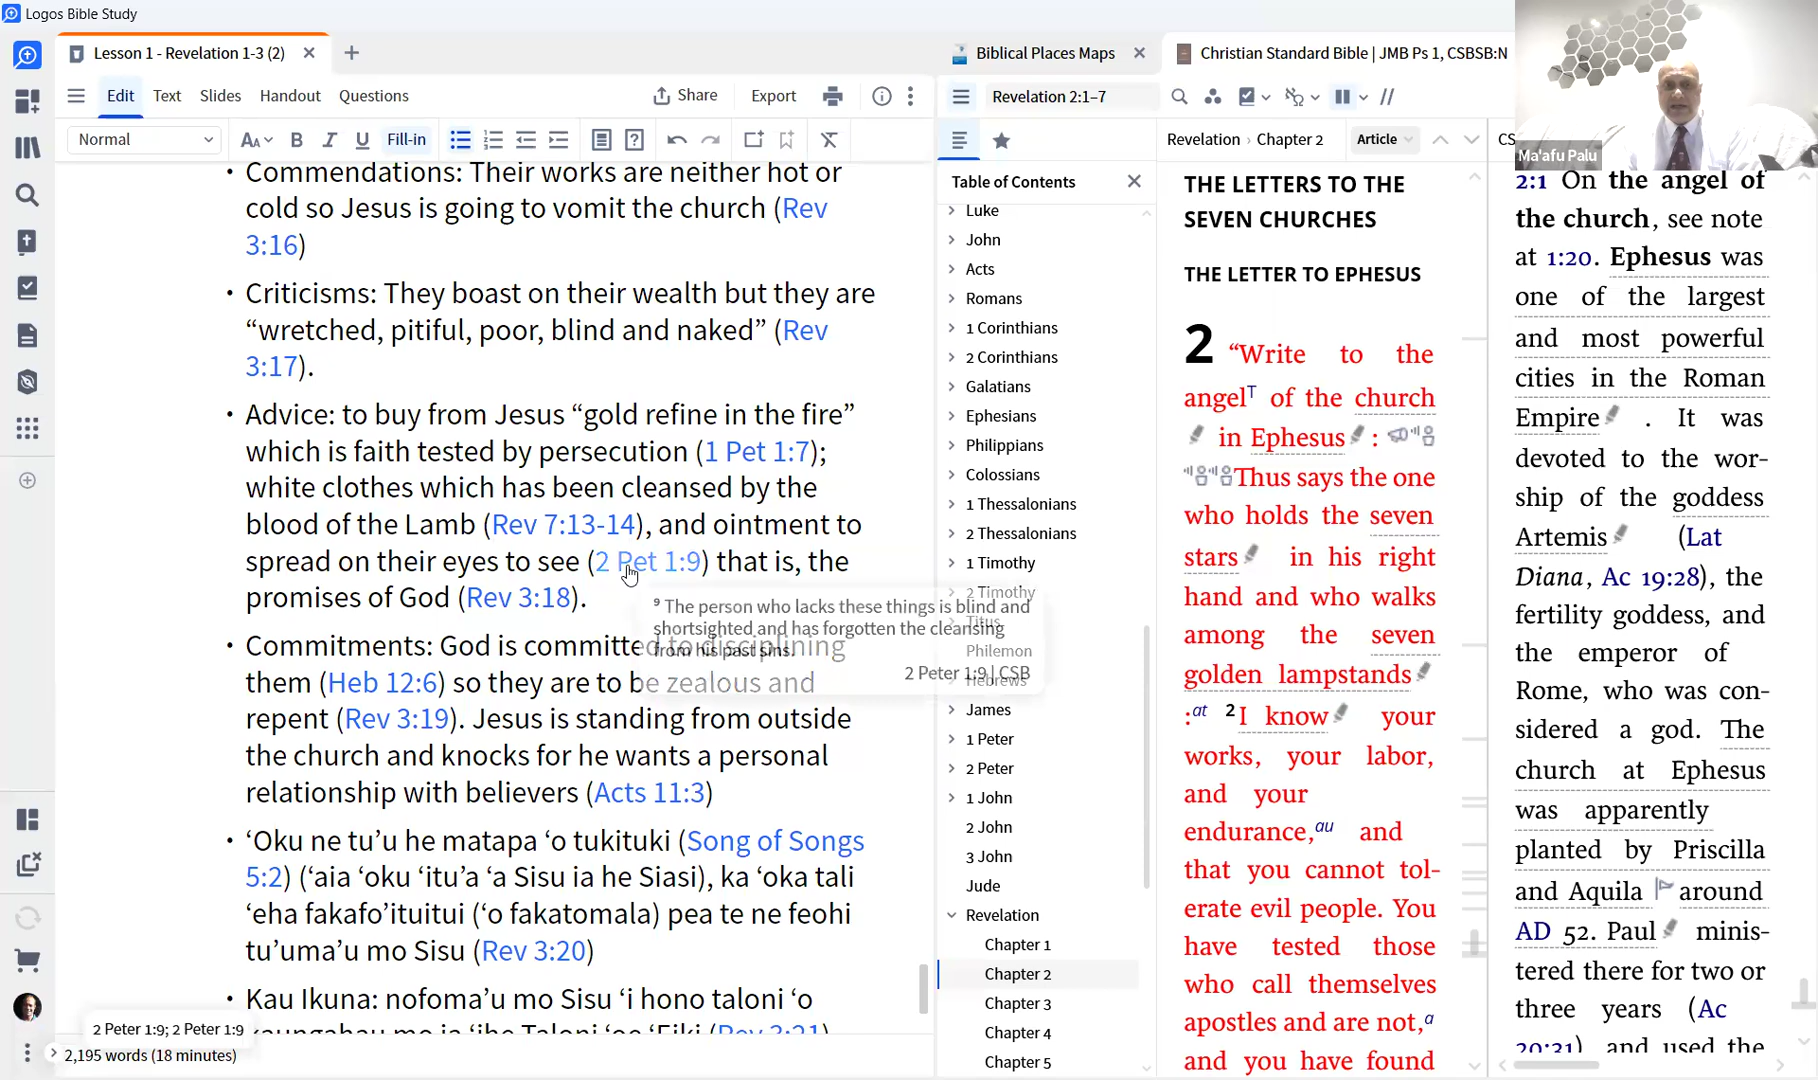 Logos Bible Study
Lesson 1 - Revelation 1-3 (2)
Edit Text Slides Handout Questions
Share Export
Normal
Fill-in
• Commendations: Their works are neither hot or
cold so Jesus is going to vomit the church (Rev
3:16)
• Criticisms: They boast on their wealth but they are
“wretched, pitiful, poor, blind and naked” (Rev
3:17).
• Advice: to buy from Jesus “gold refine in the fire”
which is faith tested by persecution (1 Pet 1:7);
white clothes which has been cleansed by the
blood of the Lamb (Rev 7:13-14), and ointment to
spread on their eyes to see (2 Pet 1:9) that is, the
promises of God (Rev 3:18).
9 The person who lacks these things is blind and
shortsighted and has forgotten the cleansing
from his past sins.
2 Peter 1:9 | CSB
• Commitments: God is committed to disciplining
them (Heb 12:6) so they are to be zealous and
repent (Rev 3:19). Jesus is standing from outside
the church and knocks for he wants a personal
relationship with believers (Acts 11:3)
• ‘Oku ne tu’u he matapa ‘o tukituki (Song of Songs
5:2) (‘aia ‘oku ‘itu’a ‘a Sisu ia he Siasi), ka ‘oka tali
‘eha fakafo’ituitui (‘o fakatomala) pea te ne feohi
tu’uma’u mo Sisu (Rev 3:20)
• Kau Ikuna: nofoma’u mo Sisu ‘i hono taloni ‘o
kaungahau mo ia ‘ihe Taloni ‘oe ‘Eiki (Rev 3:21)
2 Peter 1:9; 2 Peter 1:9
2,195 words (18 minutes)
Biblical Places Maps
Christian Standard Bible | JMB Ps 1, CSBSB:N
Revelation 2:1–7
Table of Contents
Luke
John
Acts
Romans
1 Corinthians
2 Corinthians
Galatians
Ephesians
Philippians
Colossians
1 Thessalonians
2 Thessalonians
1 Timothy
2 Timothy
Titus
Philemon
Hebrews
James
1 Peter
2 Peter
1 John
2 John
3 John
Jude
Revelation
Chapter 1
Chapter 2
Chapter 3
Chapter 4
Chapter 5
Revelation › Chapter 2
Article
CS
THE LETTERS TO THE
SEVEN CHURCHES
THE LETTER TO EPHESUS
2 “Write to the
angelT of the church
in Ephesus :
Thus says the one
who holds the seven
stars in his right
hand and who walks
among the seven
golden lampstands
:at 2 I know your
works, your labor,
and your
endurance,au and
that you cannot tol-
erate evil people. You
have tested those
who call themselves
apostles and are not,a
and you have found
Ma'afu Palu
2:1 On the angel of
the church, see note
at 1:20. Ephesus was
one of the largest
and most powerful
cities in the Roman
Empire . It was
devoted to the wor-
ship of the goddess
Artemis (Lat
Diana, Ac 19:28), the
fertility goddess, and
the emperor of
Rome, who was con-
sidered a god. The
church at Ephesus
was apparently
planted by Priscilla
and Aquila around
AD 52. Paul minis-
tered there for two or
three years (Ac
20:31), and used the